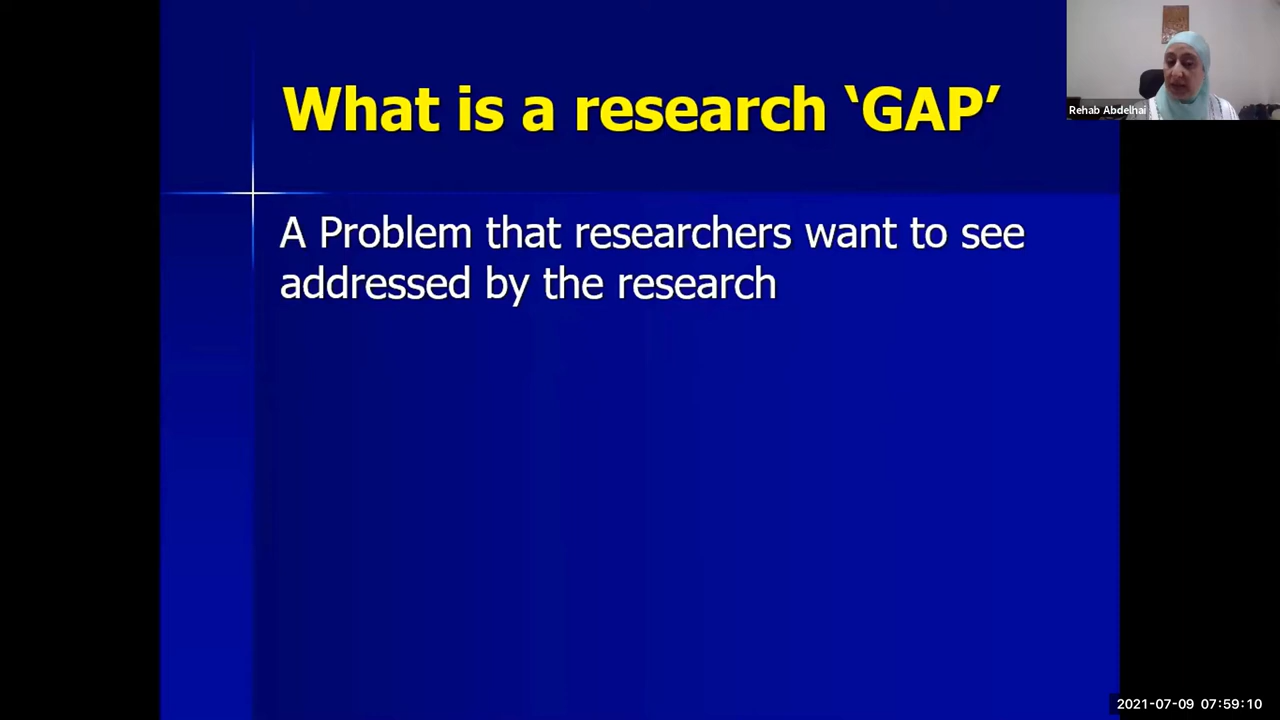 What is a research ‘GAP’
A Problem that researchers want to see
addressed by the research
Rehab Abdelhai
2021-07-09 07:59:10